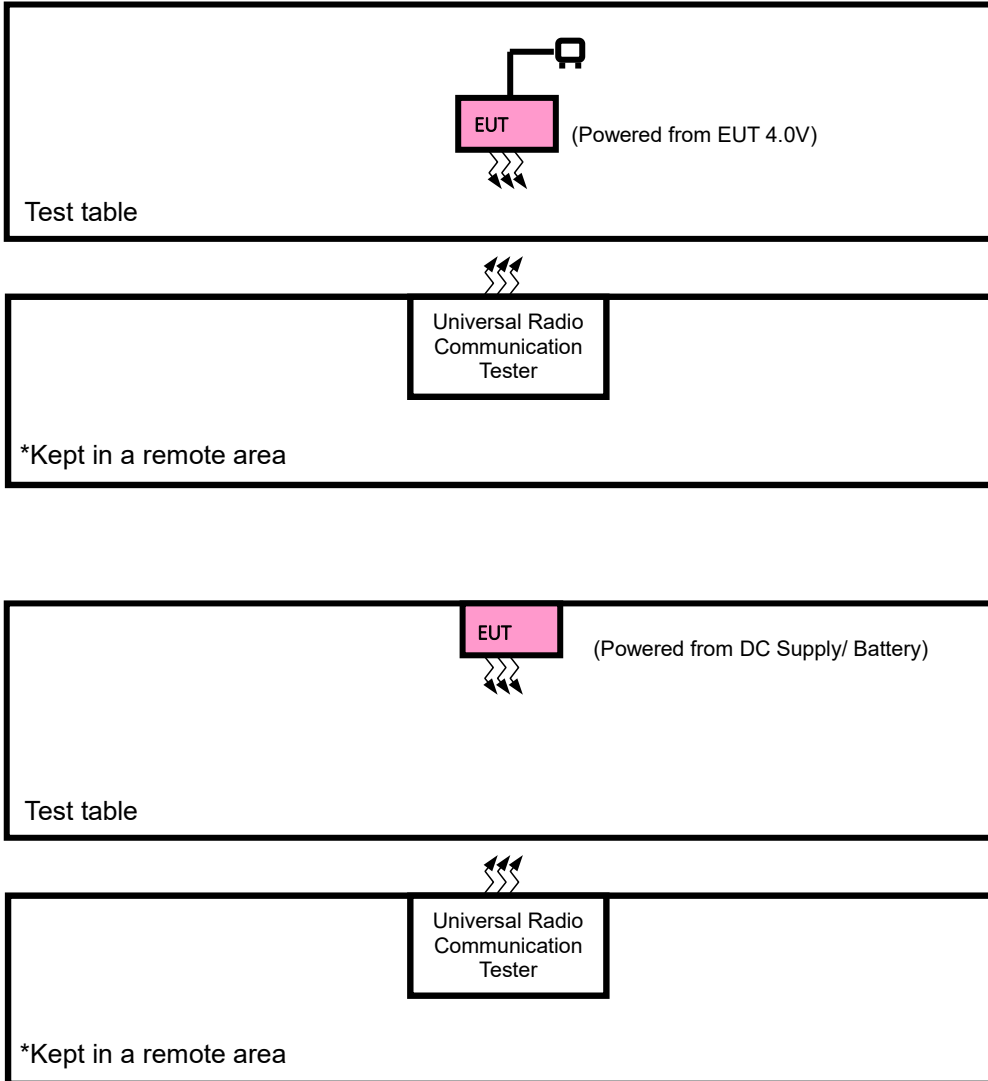 EUT
(Powered from EUT 4.0V)
Test table
Universal Radio
Communication
Tester
*Kept in a remote area
EUT
(Powered from DC Supply/ Battery)
Test table
Universal Radio
Communication
Tester
*Kept in a remote area